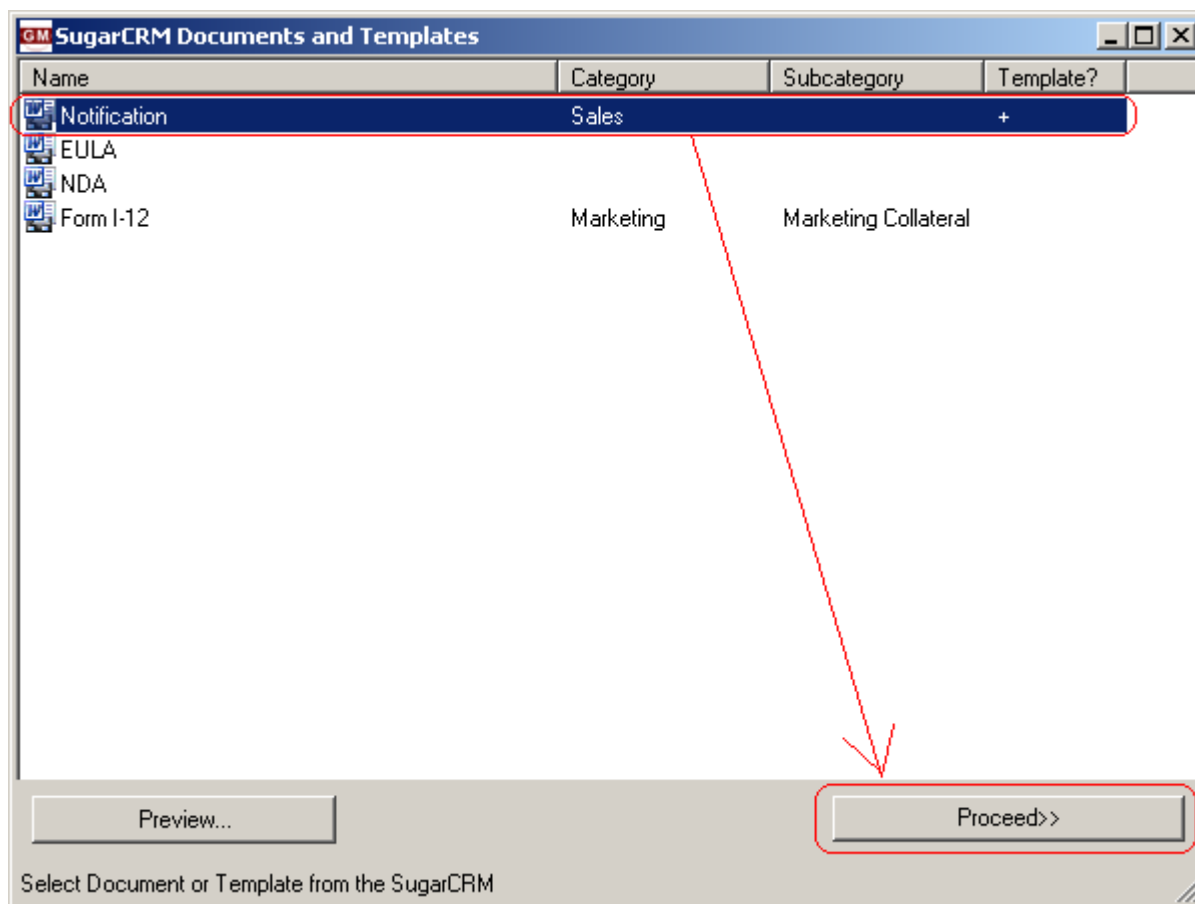 GM SugarCRM Documents and Templates
Name Category Subcategory Template?
Notification Sales +
EULA
NDA
Form I-12 Marketing Marketing Collateral
Preview... Proceed>>
Select Document or Template from the SugarCRM